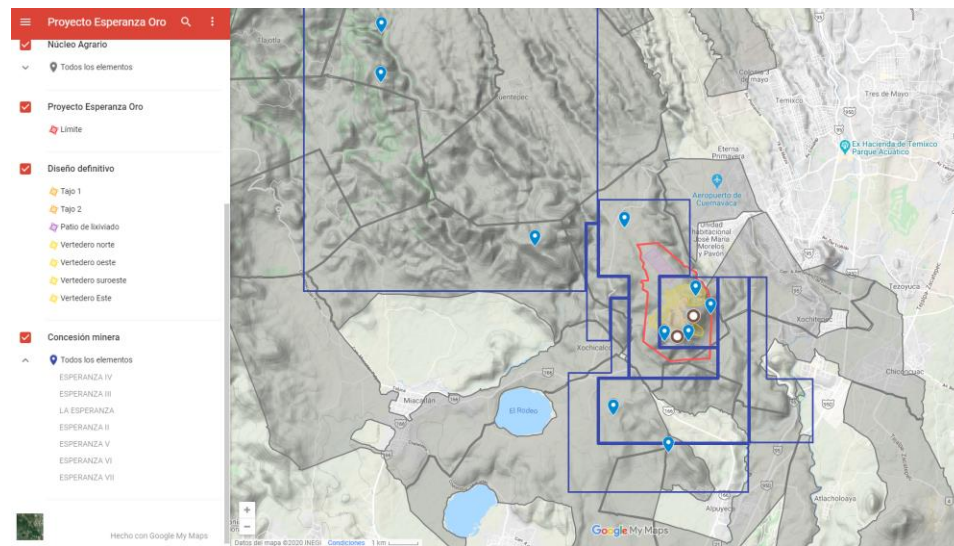 Proyecto Esperanza Oro
Núcleo Agrario
Todos los elementos
Proyecto Esperanza Oro
Límite
Diseño definitivo
Tajo 1
Tajo 2
Patio de lixiviado
Vertedero norte
Vertedero oeste
Vertedero suroeste
Vertedero Este
Concesión minera
Todos los elementos
ESPERANZA IV
ESPERANZA III
LA ESPERANZA
ESPERANZA II
ESPERANZA V
ESPERANZA VI
ESPERANZA VII
Hecho con Google My Maps
Temixco
Tres de Mayo
95
Ex Hacienda de Temixco
Parque Acuático
Eterna
Primavera
Aeropuerto de
Cuernavaca
Unidad
Habitacional
José María
Morelos
y Pavón
Tezoyuca
Xochitepec
Chiconcuac
Xochicalco
Miacatlán
166
El Rodeo
Atlacholoaya
Alpuyeca
Google My Maps
Datos del mapa ©2020 INEGI
Condiciones
1 km